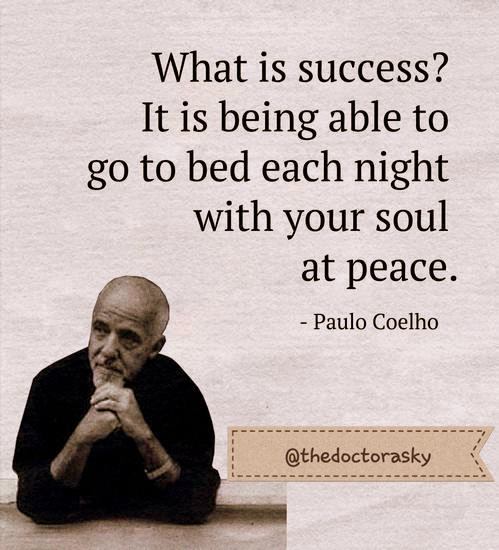 What is success?
It is being able to
go to bed each night
with your soul
at peace.
- Paulo Coelho
@thedoctorasky